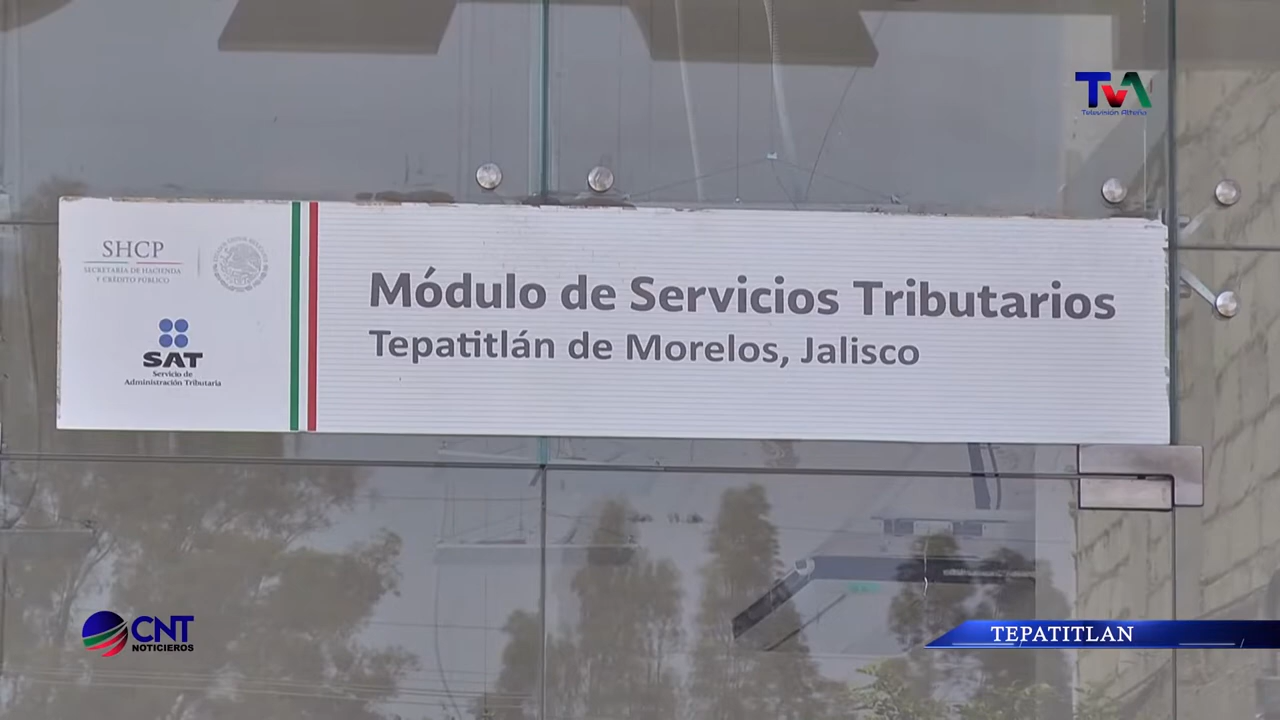 TVA
Televisión Alteña
SHCP
SECRETARÍA DE HACIENDA
Y CRÉDITO PÚBLICO
SAT
Servicio de
Administración Tributaria
Módulo de Servicios Tributarios
Tepatitlán de Morelos, Jalisco
CNT
NOTICIEROS
TEPATITLAN